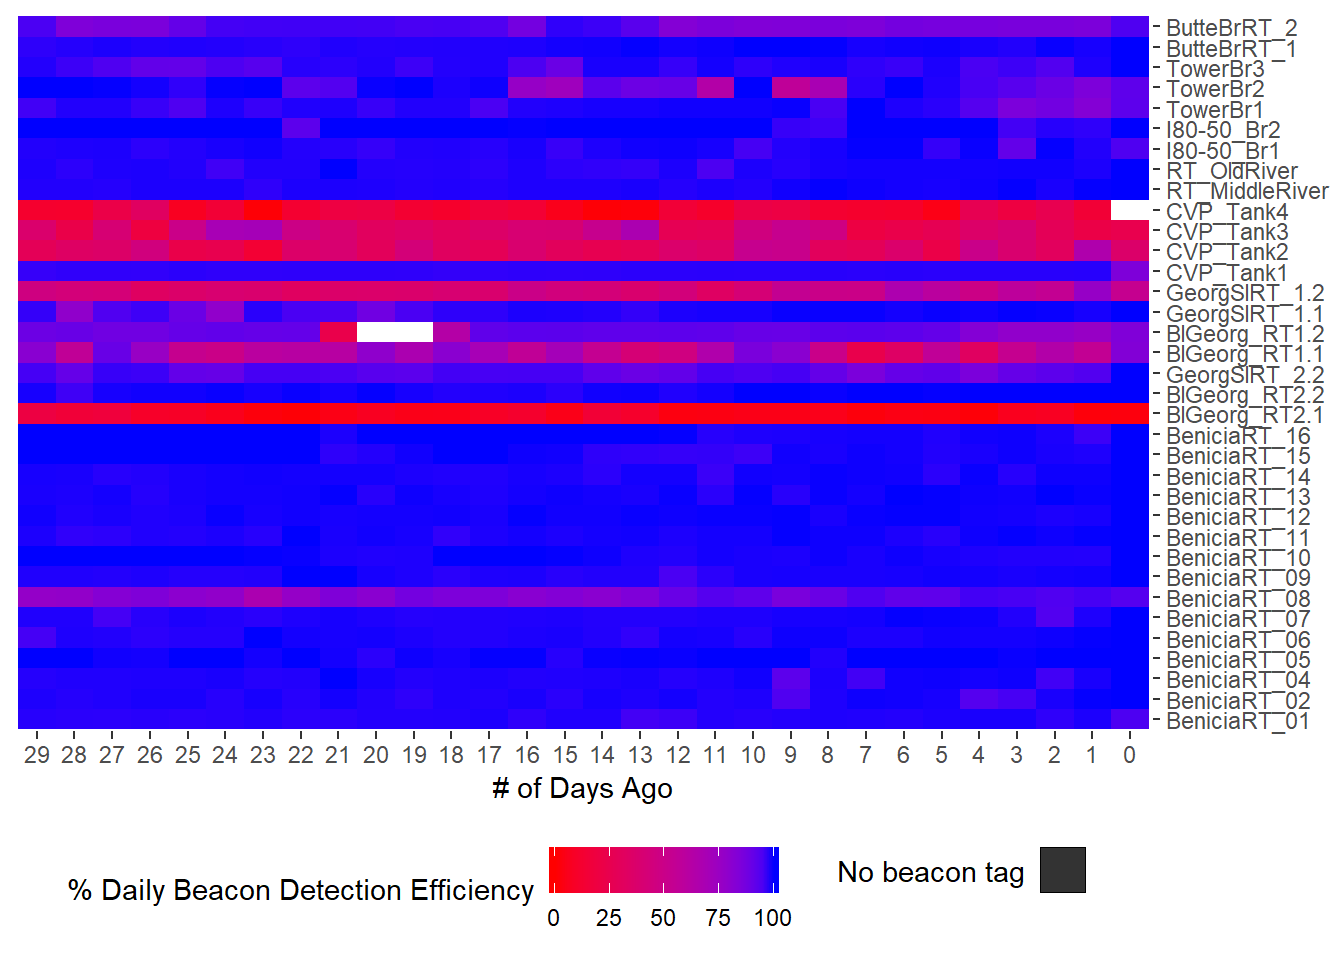 ButteBrRT_2
ButteBrRT_1
TowerBr3
TowerBr2
TowerBr1
I80-50_Br2
I80-50_Br1
RT_OldRiver
RT_MiddleRiver
CVP_Tank4
CVP_Tank3
CVP_Tank2
CVP_Tank1
GeorgSlRT_1.2
GeorgSlRT_1.1
BlGeorg_RT1.2
BlGeorg_RT1.1
GeorgSlRT_2.2
BlGeorg_RT2.2
BlGeorg_RT2.1
BeniciaRT_16
BeniciaRT_15
BeniciaRT_14
BeniciaRT_13
BeniciaRT_12
BeniciaRT_11
BeniciaRT_10
BeniciaRT_09
BeniciaRT_08
BeniciaRT_07
BeniciaRT_06
BeniciaRT_05
BeniciaRT_04
BeniciaRT_02
BeniciaRT_01
29 28 27 26 25 24 23 22 21 20 19 18 17 16 15 14 13 12 11 10 9 8 7 6 5 4 3 2 1 0
# of Days Ago
% Daily Beacon Detection Efficiency
0 25 50 75 100
No beacon tag